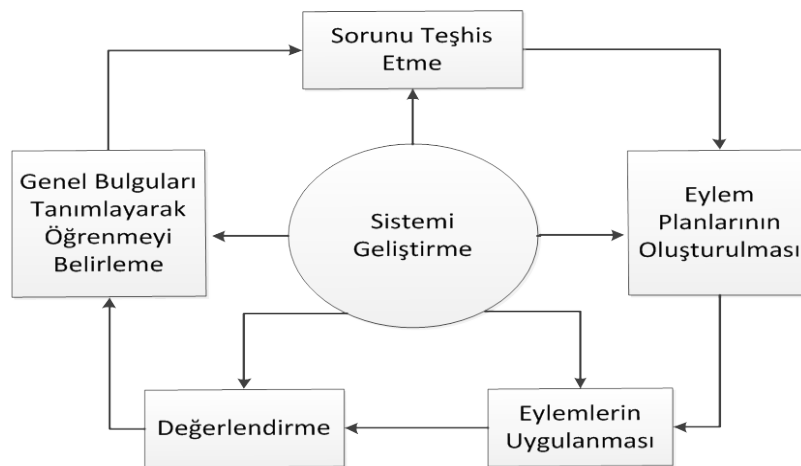 Sorunu Teşhis
Etme
Genel Bulguları
Tanımlayarak
Öğrenmeyi
Belirleme
Sistemi
Geliştirme
Eylem
Planlarının
Oluşturulması
Değerlendirme
Eylemlerin
Uygulanması